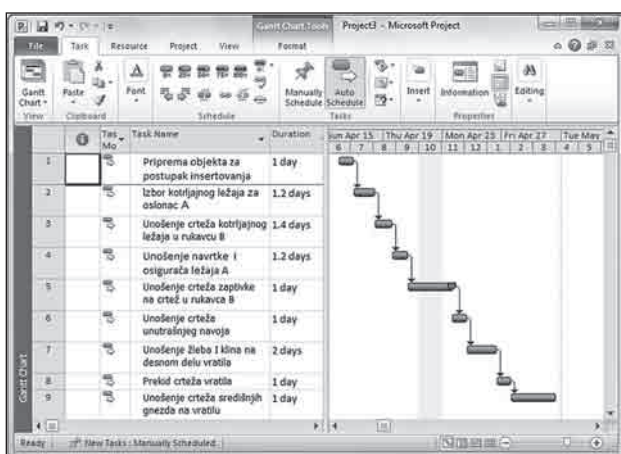 Gantt Chart Tools
Project3 - Microsoft Project
File Task Resource Project View Format
Gantt Chart
Paste
Font
Manually Schedule
Auto Schedule
Insert
Information
Editing
View Clipboard Schedule Tasks Properties
Tas Mo
Task Name
Duration
Sun Apr 15 Thu Apr 19 Mon Apr 23 Fri Apr 27 Tue May
6 7 8 9 10 11 12 1 2 3 4 5
1 Priprema objekta za 1 day
postupak insertovanja
2 Izbor kotrljajnog ležaja za 1.2 days
oslonac A
3 Unošenje crteža kotrljajnog 1.4 days
ležaja u rukavcu B
4 Unošenje navrtke i 1.2 days
osigurača ležaja A
5 Unošenje crteža zaptivke 1 day
na crtež u rukavca B
6 Unošenje crteža 1 day
unutrašnjeg navoja
7 Unošenje žleba I klina na 2 days
desnom delu vratila
8 Prekid crteža vratila 1 day
9 Unošenje crteža središnjih 1 day
gnezda na vratilu
Gantt Chart
Ready New Tasks : Manually Scheduled